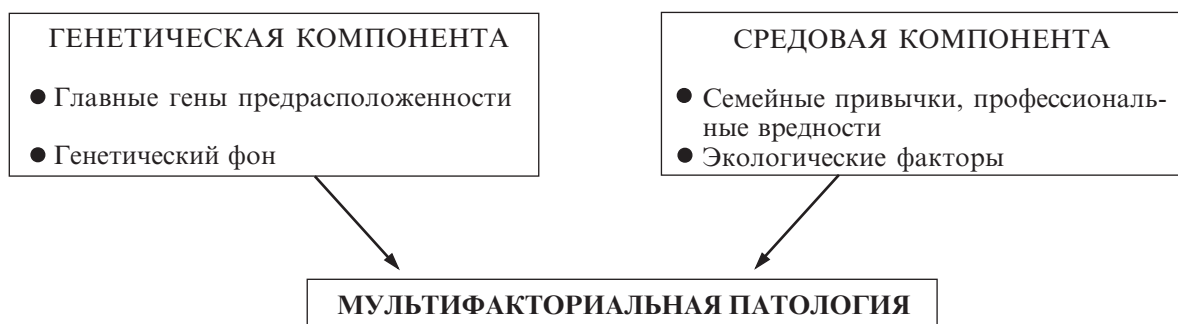 ГЕНЕТИЧЕСКАЯ КОМПОНЕНТА
● Главные гены предрасположенности
● Генетический фон
СРЕДОВАЯ КОМПОНЕНТА
● Семейные привычки, профессиональ-
ные вредности
● Экологические факторы
МУЛЬТИФАКТОРИАЛЬНАЯ ПАТОЛОГИЯ